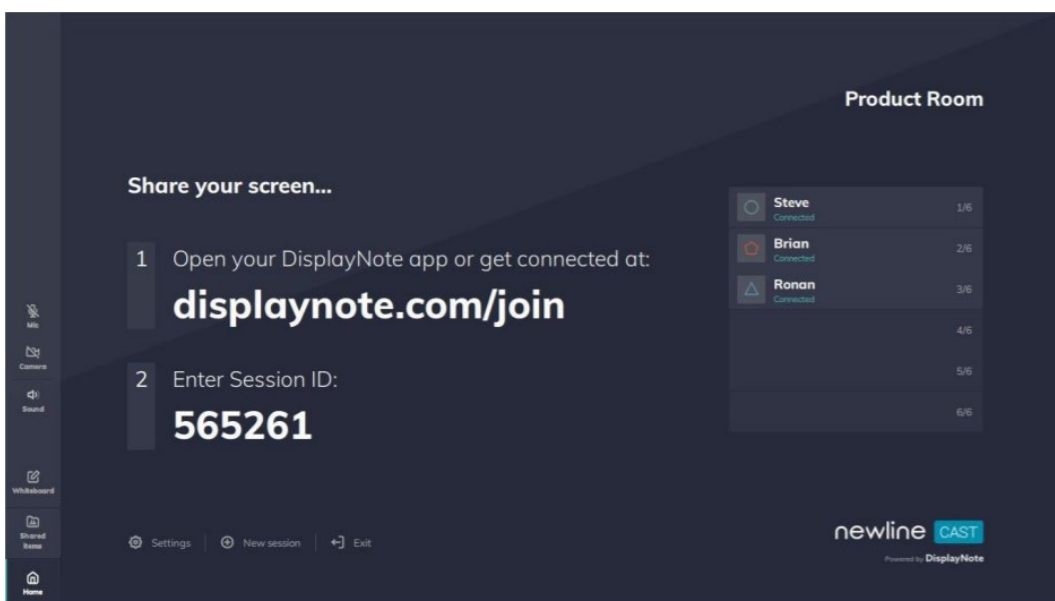 Product Room
Share your screen...
1 Open your DisplayNote app or get connected at:
displaynote.com/join
2 Enter Session ID:
565261
Steve 1/6
Connected
Brian 2/6
Connected
Ronan 3/6
Connected
4/6
5/6
6/6
Mic
Camera
Sound
Whiteboard
Shared
Items
Home
Settings
New session
Exit
newline CAST
Powered by DisplayNote